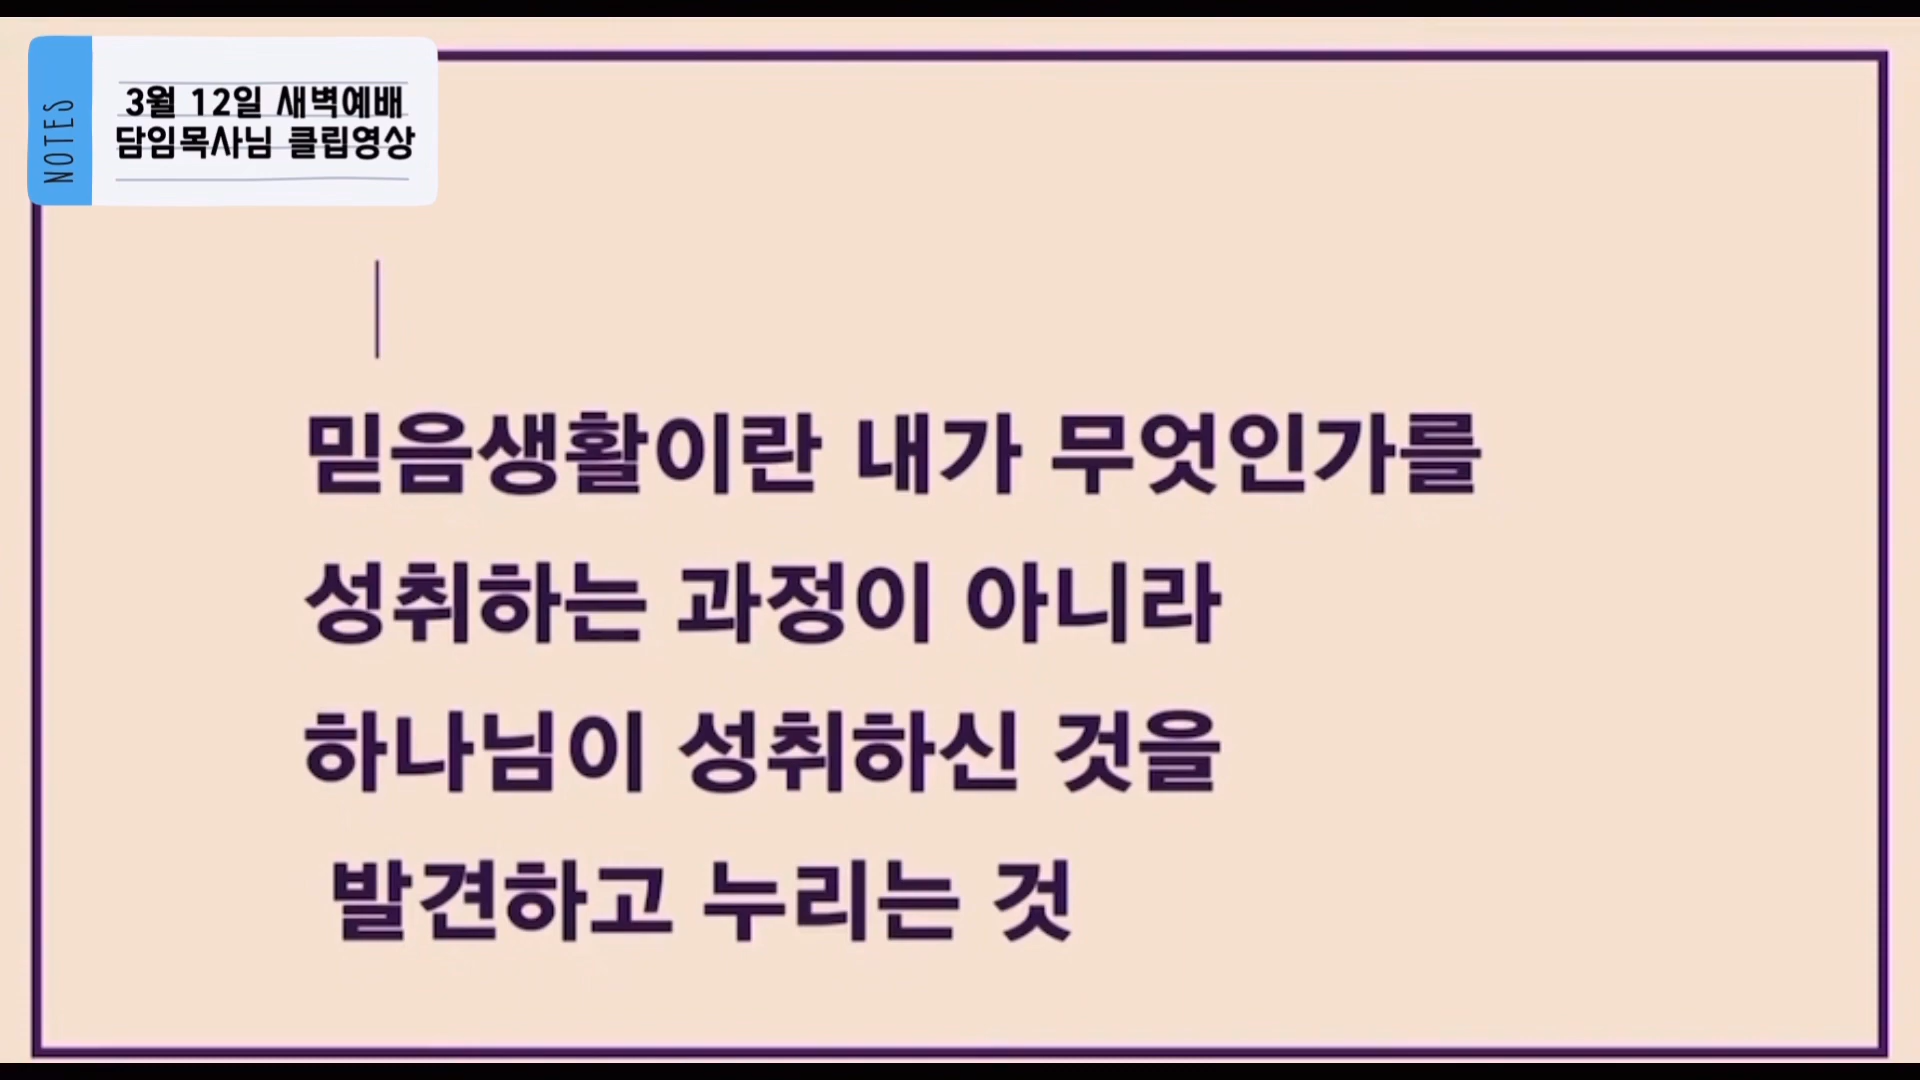 NOTES
3월 12일 새벽예배
담임목사님 클립영상
믿음생활이란 내가 무엇인가를
성취하는 과정이 아니라
하나님이 성취하신 것을
발견하고 누리는 것